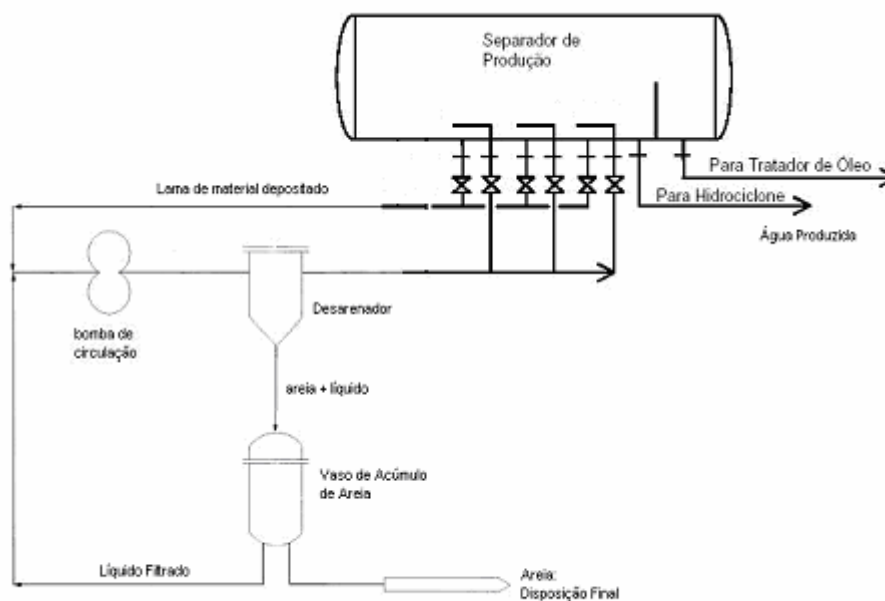 Separador de
Produção
Para Tratador de Óleo
Lama de material depositado
Para Hidrociclone
Água Produzida
Desarenador
bomba de
circulação
areia + líquido
Vaso de Acúmulo
de Areia
Líquido Filtrado
Areia:
Disposição Final